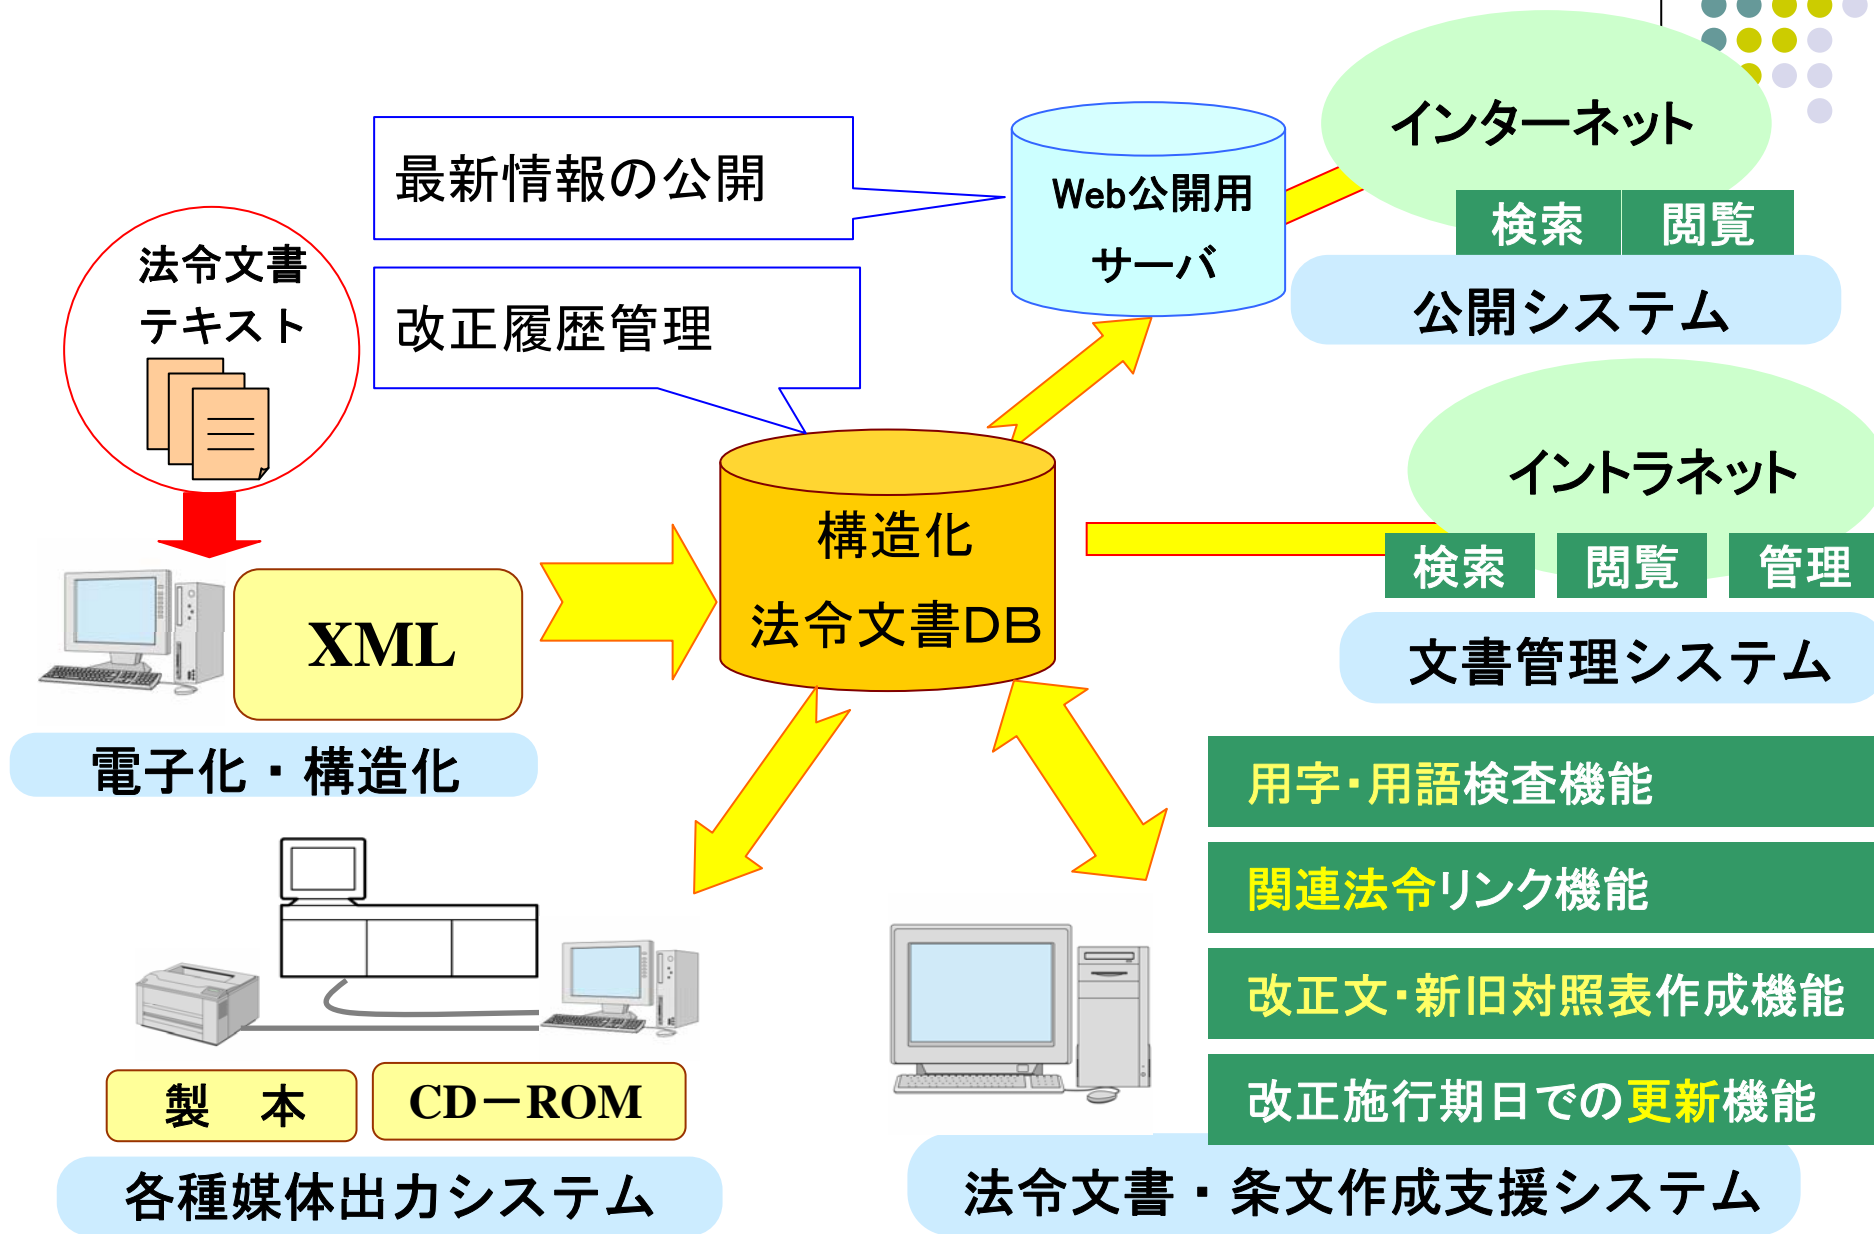 最新情報の公開
改正履歴管理
法令文書
テキスト
XML
電子化・構造化
構造化
法令文書DB
Web公開用
サーバ
インターネット
検索 閲覧
公開システム
イントラネット
検索 閲覧 管理
文書管理システム
用字・用語検査機能
関連法令リンク機能
改正文・新旧対照表作成機能
改正施行期日での更新機能
法令文書・条文作成支援システム
製 本
CD－ROM
各種媒体出力システム